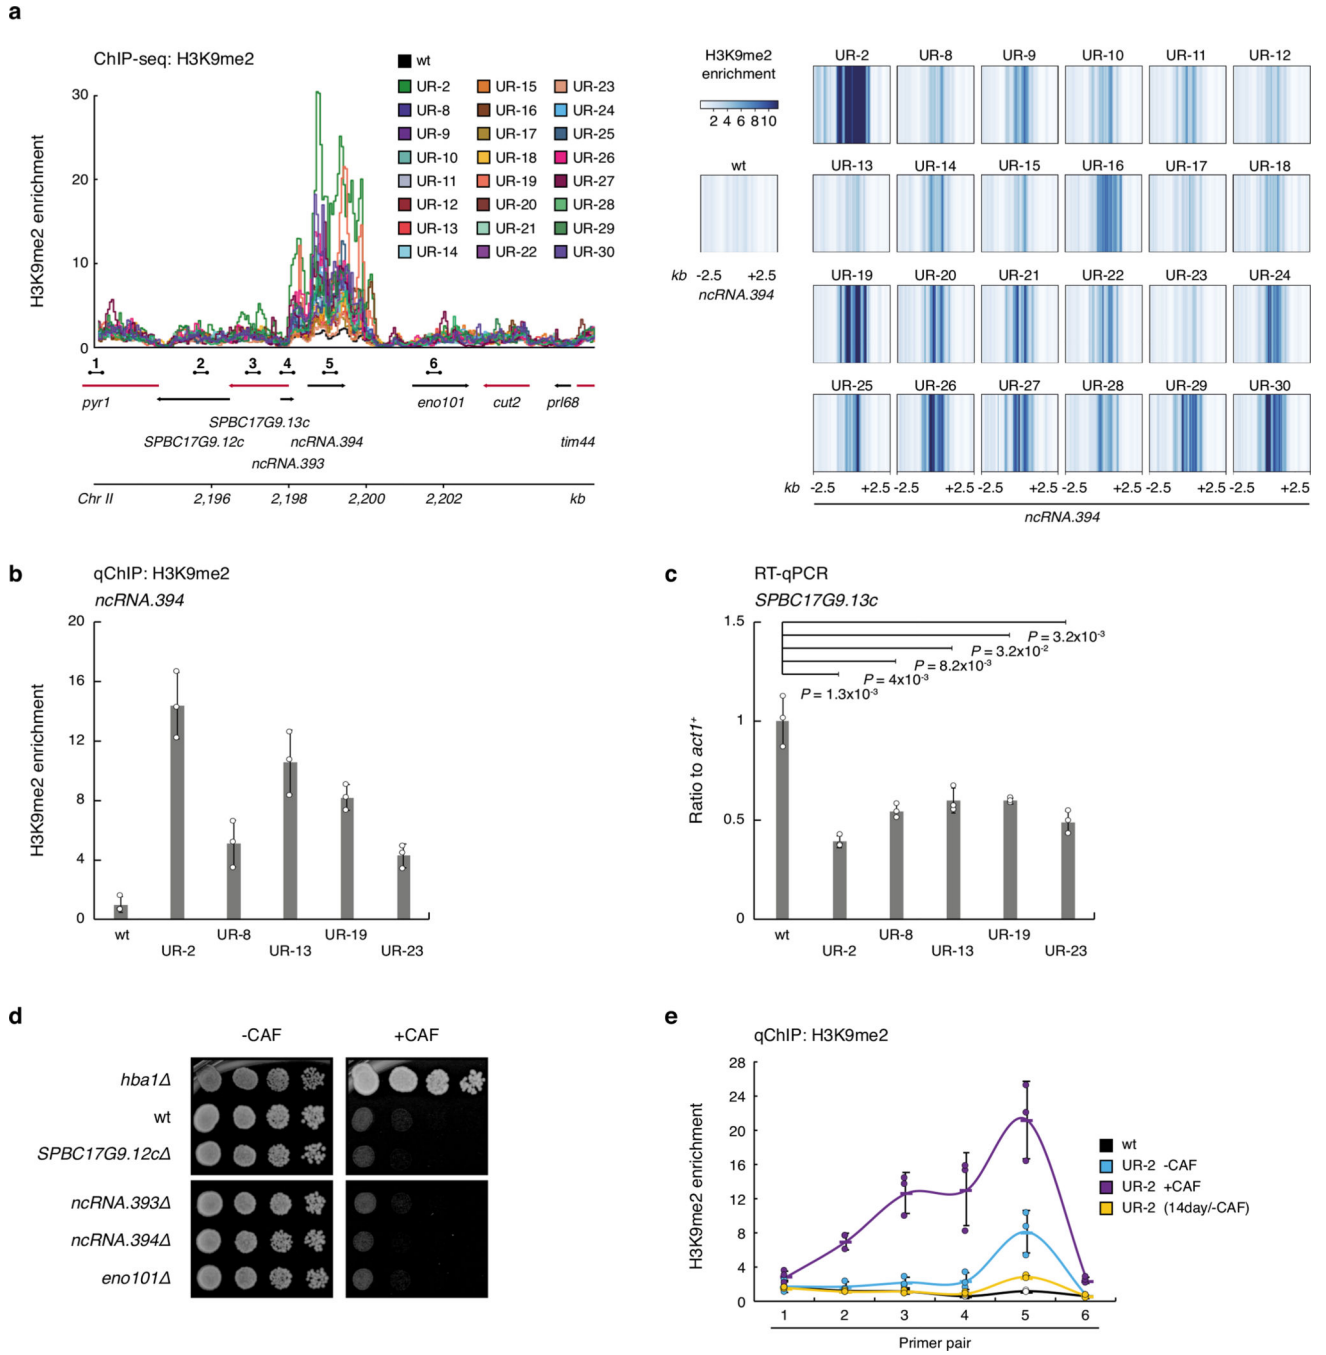 a
ChIP-seq: H3K9me2
H3K9me2 enrichment
30
20
10
0
wt
UR-2 UR-15 UR-23
UR-8 UR-16 UR-24
UR-9 UR-17 UR-25
UR-10 UR-18 UR-26
UR-11 UR-19 UR-27
UR-12 UR-20 UR-28
UR-13 UR-21 UR-29
UR-14 UR-22 UR-30
1 2 3 4 5 6
pyr1 eno101 cut2 prl68
SPBC17G9.13c
SPBC17G9.12c ncRNA.394 tim44
ncRNA.393
Chr II 2,196 2,198 2,200 2,202 kb
H3K9me2
enrichment
2 4 6 8 10
wt
kb -2.5 +2.5
ncRNA.394
UR-2 UR-8 UR-9 UR-10 UR-11 UR-12
UR-13 UR-14 UR-15 UR-16 UR-17 UR-18
UR-19 UR-20 UR-21 UR-22 UR-23 UR-24
UR-25 UR-26 UR-27 UR-28 UR-29 UR-30
kb -2.5 +2.5 -2.5 +2.5 -2.5 +2.5 -2.5 +2.5 -2.5 +2.5 -2.5 +2.5
ncRNA.394
b
qChIP: H3K9me2
ncRNA.394
H3K9me2 enrichment
20
16
12
8
4
0
wt UR-8 UR-19
UR-2 UR-13 UR-23
c
RT-qPCR
SPBC17G9.13c
Ratio to act1⁺
1.5
1
0.5
0
P = 3.2x10⁻³
P = 3.2x10⁻²
P = 8.2x10⁻³
P = 4x10⁻³
P = 1.3x10⁻³
wt UR-8 UR-19
UR-2 UR-13 UR-23
d
-CAF +CAF
hba1Δ
wt
SPBC17G9.12cΔ
ncRNA.393Δ
ncRNA.394Δ
eno101Δ
e
qChIP: H3K9me2
H3K9me2 enrichment
28
24
20
16
12
8
4
0
wt
UR-2 -CAF
UR-2 +CAF
UR-2 (14day/-CAF)
1 2 3 4 5 6
Primer pair